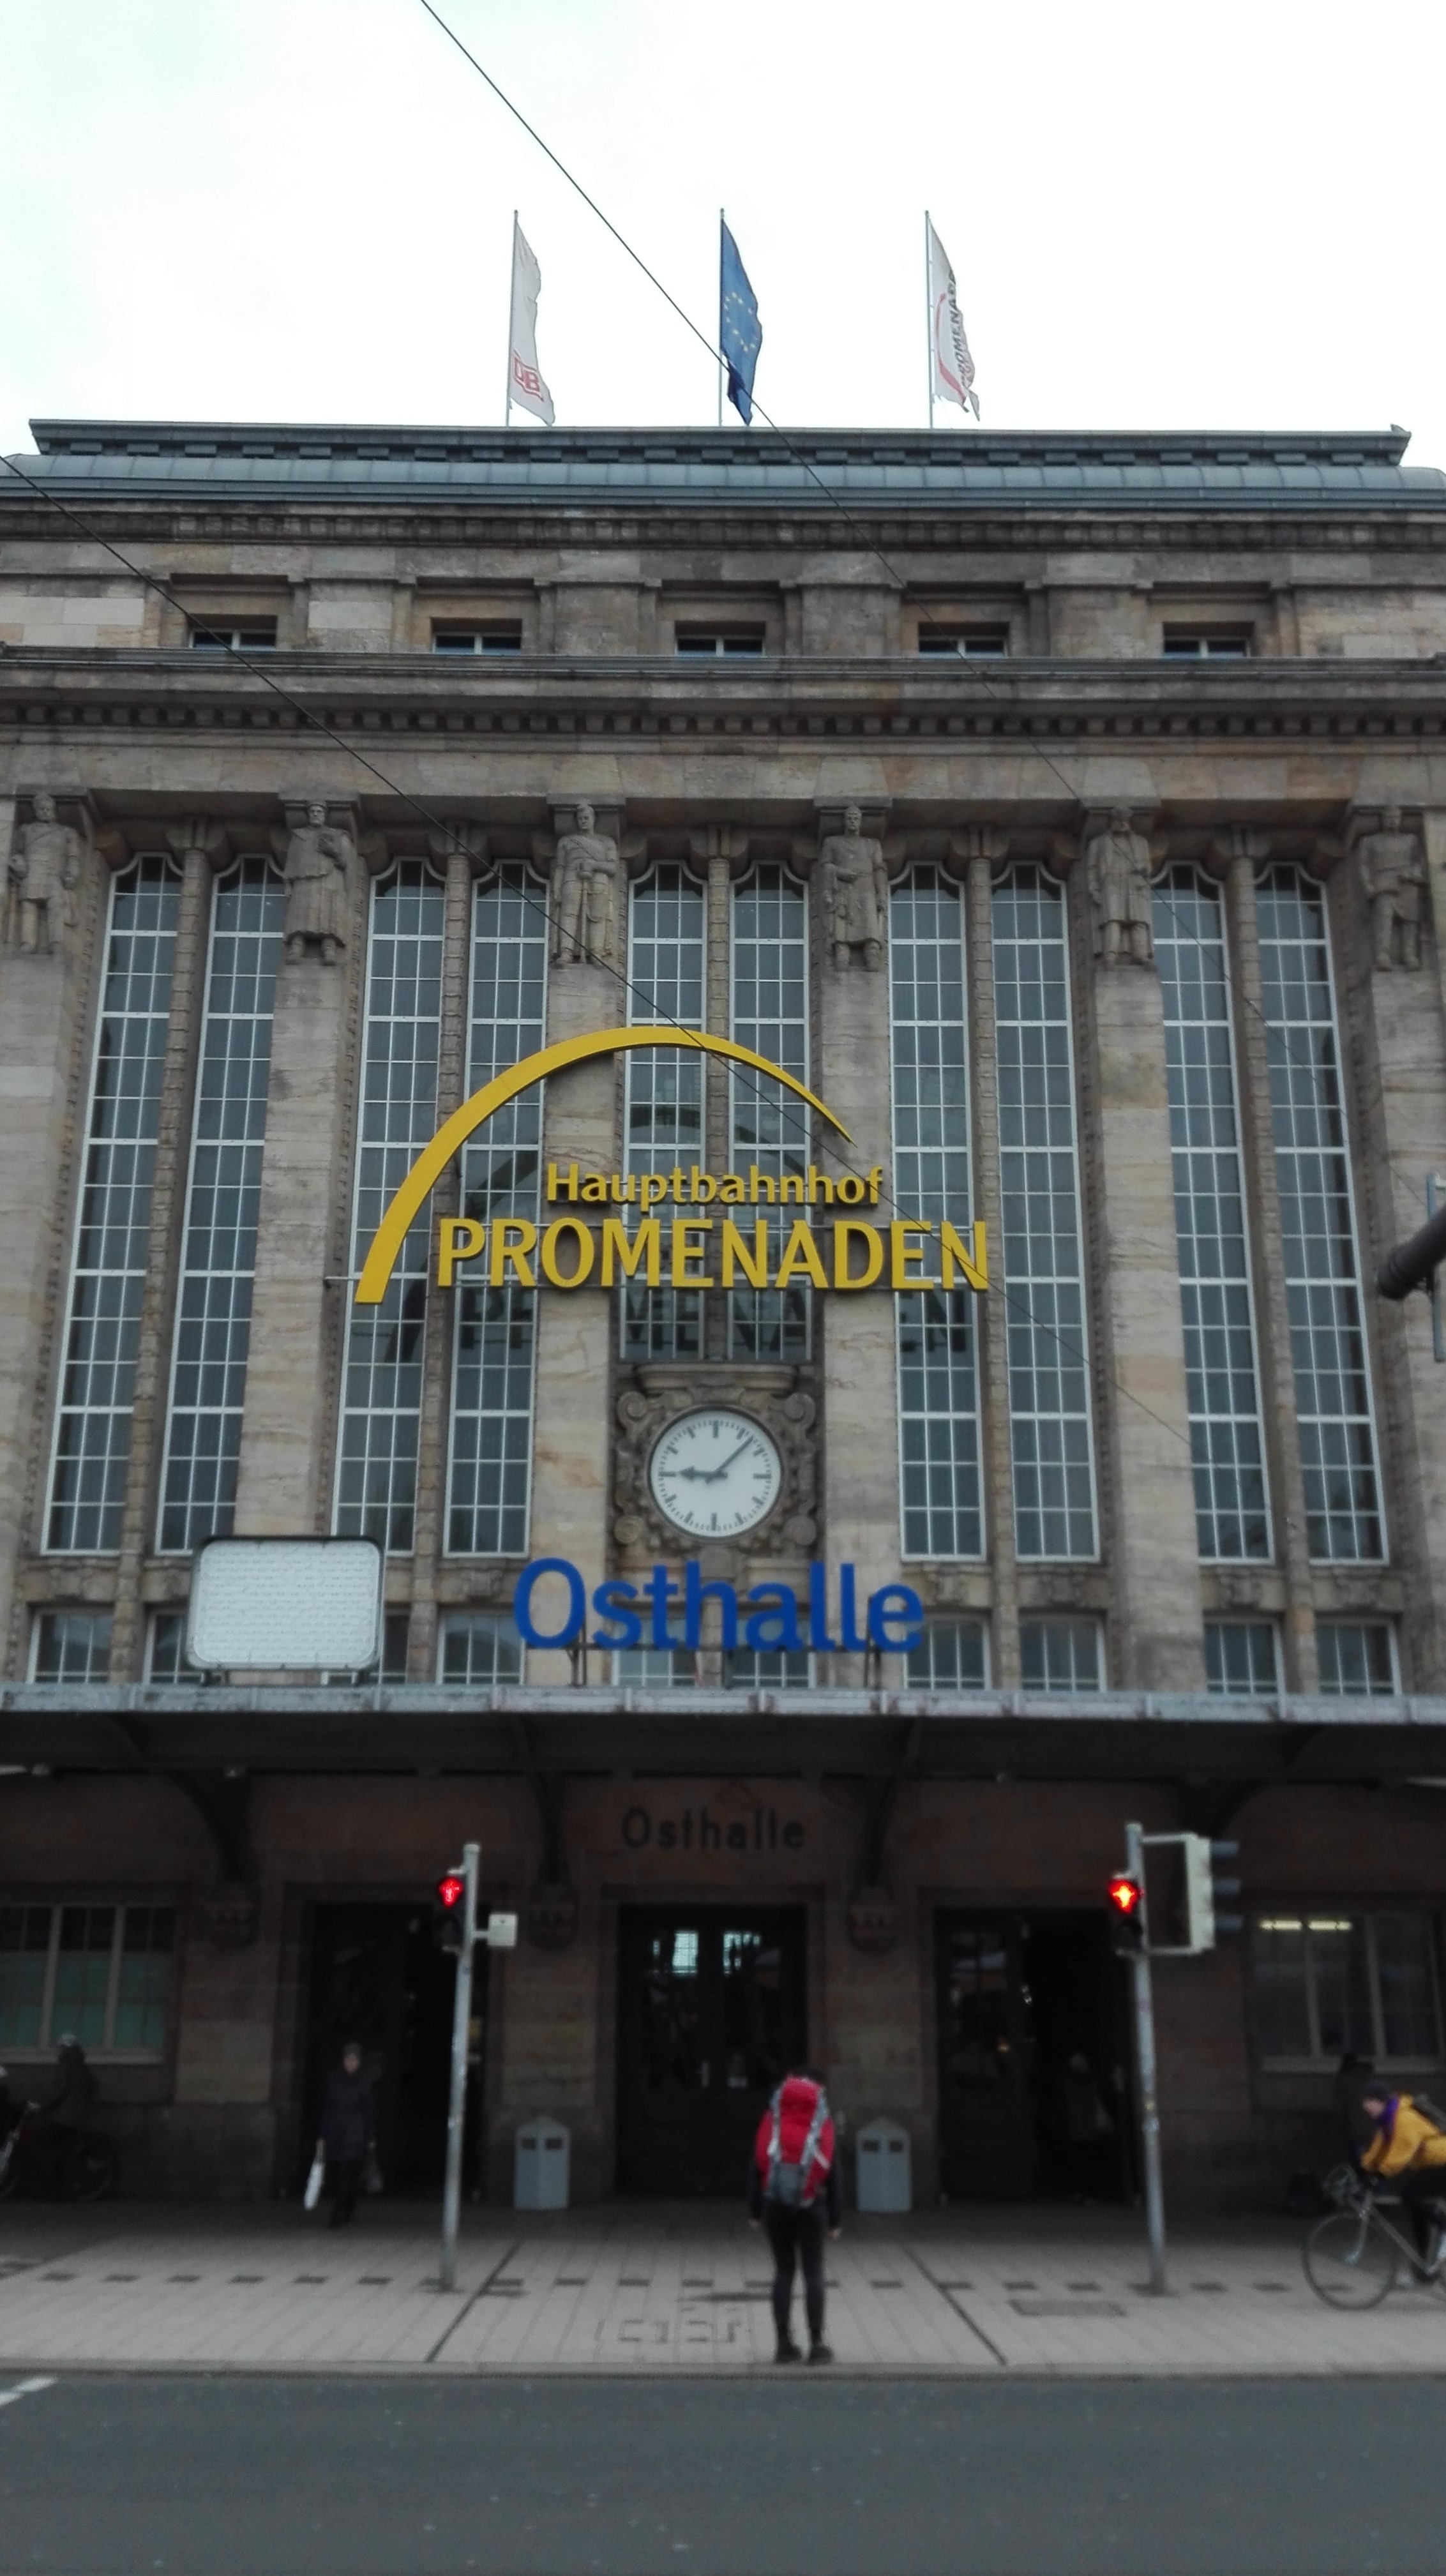 DB
PROMENADEN
Hauptbahnhof
PROMENADEN
Osthalle
Osthalle